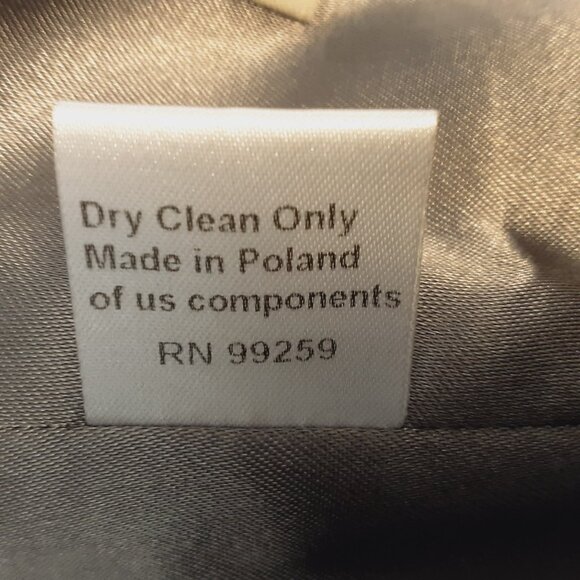 Dry Clean Only
Made in Poland
of us components
RN 99259